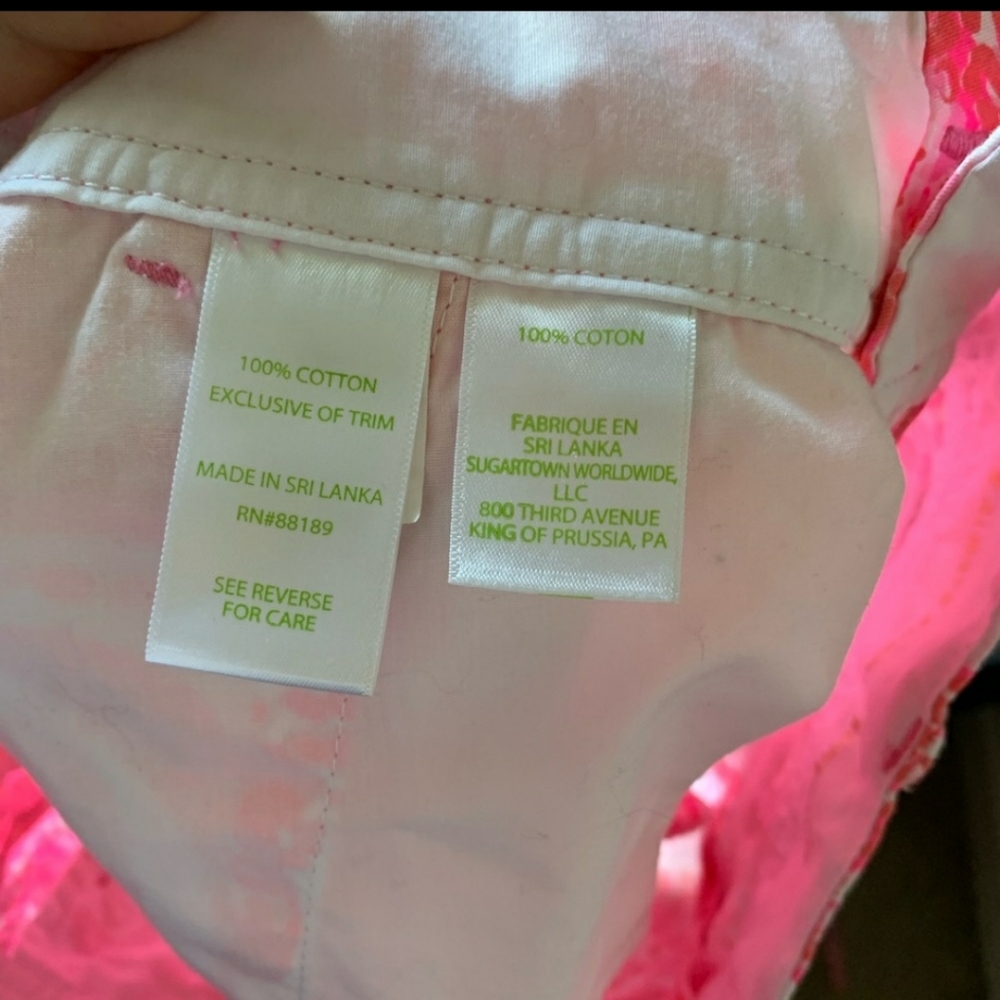 100% COTTON
EXCLUSIVE OF TRIM
MADE IN SRI LANKA
RN#88189
SEE REVERSE
FOR CARE
100% COTON
FABRIQUE EN
SRI LANKA
SUGARTOWN WORLDWIDE,
LLC
800 THIRD AVENUE
KING OF PRUSSIA, PA